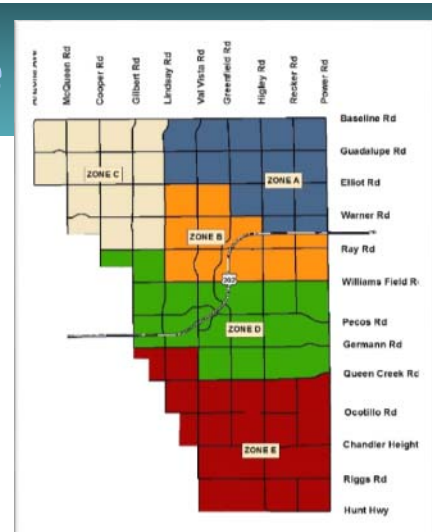 McQueen Rd
Cooper Rd
Gilbert Rd
Lindsay Rd
Val Vista Rd
Greenfield Rd
Higley Rd
Recker Rd
Power Rd
Baseline Rd
Guadalupe Rd
Elliot Rd
Warner Rd
Ray Rd
Williams Field R
Pecos Rd
Germann Rd
Queen Creek Rd
Ocotillo Rd
Chandler Height
Riggs Rd
Hunt Hwy
ZONE C
ZONE A
ZONE B
202
ZONE D
ZONE E